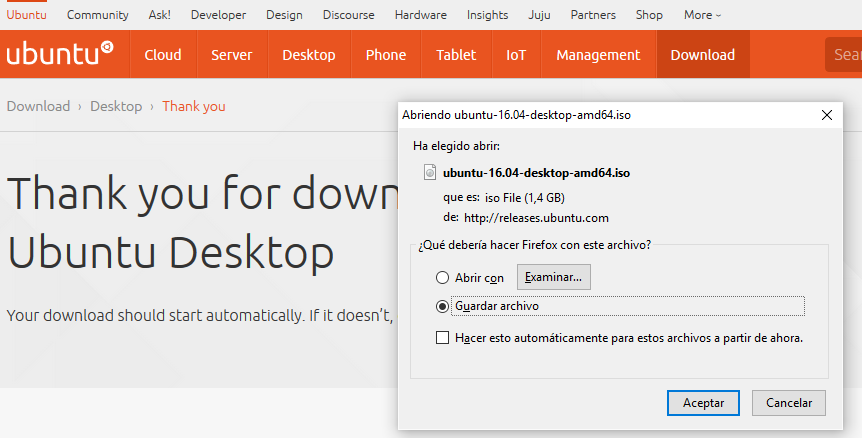 Ubuntu Community Ask! Developer Design Discourse Hardware Insights Juju Partners Shop More
ubuntu Cloud Server Desktop Phone Tablet IoT Management Download Sea
Download › Desktop › Thank you
Thank you for down
Ubuntu Desktop
Your download should start automatically. If it doesn't,
Abriendo ubuntu-16.04-desktop-amd64.iso
Ha elegido abrir:
ubuntu-16.04-desktop-amd64.iso
que es: iso File (1,4 GB)
de: http://releases.ubuntu.com
¿Qué debería hacer Firefox con este archivo?
Abrir con Examinar...
Guardar archivo
Hacer esto automáticamente para estos archivos a partir de ahora.
Aceptar Cancelar